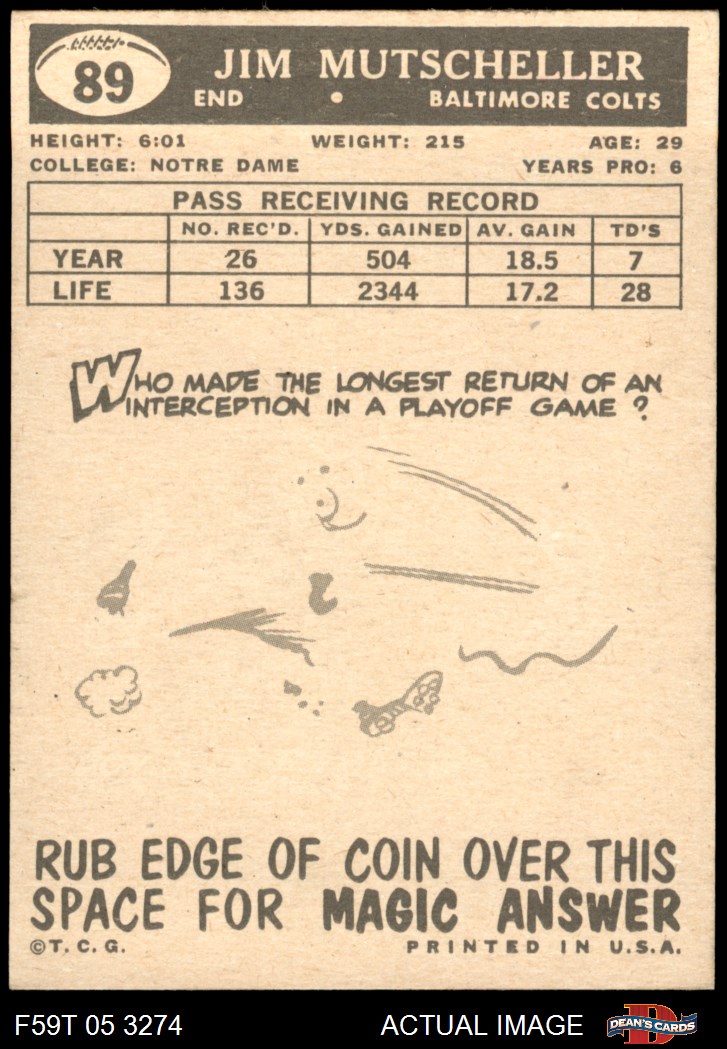 89
JIM MUTSCHELLER
END • BALTIMORE COLTS
HEIGHT: 6:01 WEIGHT: 215 AGE: 29
COLLEGE: NOTRE DAME YEARS PRO: 6
PASS RECEIVING RECORD
NO. REC'D. YDS. GAINED AV. GAIN TD'S
YEAR 26 504 18.5 7
LIFE 136 2344 17.2 28
WHO MADE THE LONGEST RETURN OF AN
INTERCEPTION IN A PLAYOFF GAME?
RUB EDGE OF COIN OVER THIS
SPACE FOR MAGIC ANSWER
©T. C. G. PRINTED IN U.S.A.
F59T 05 3274 ACTUAL IMAGE DEAN'S CARDS